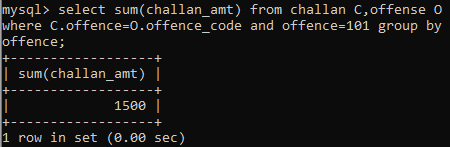 mysql> select sum(challan_amt) from challan C,offense O
where C.offence=O.offence_code and offence=101 group by
offence;
+------------------+
| sum(challan_amt) |
+------------------+
|             1500 |
+------------------+
1 row in set (0.00 sec)